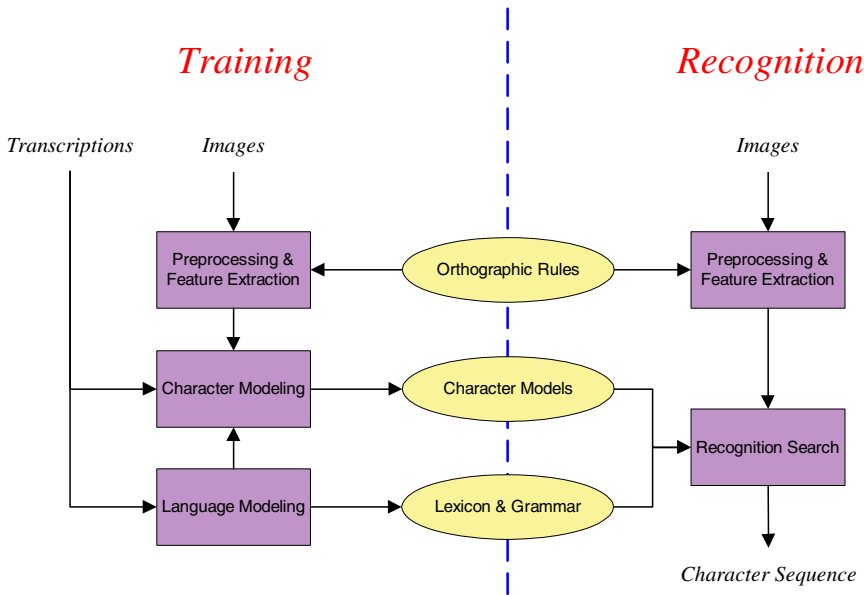 Training
Recognition
Transcriptions
Images
Images
Preprocessing &
Feature Extraction
Orthographic Rules
Preprocessing &
Feature Extraction
Character Modeling
Character Models
Recognition Search
Language Modeling
Lexicon & Grammar
Character Sequence